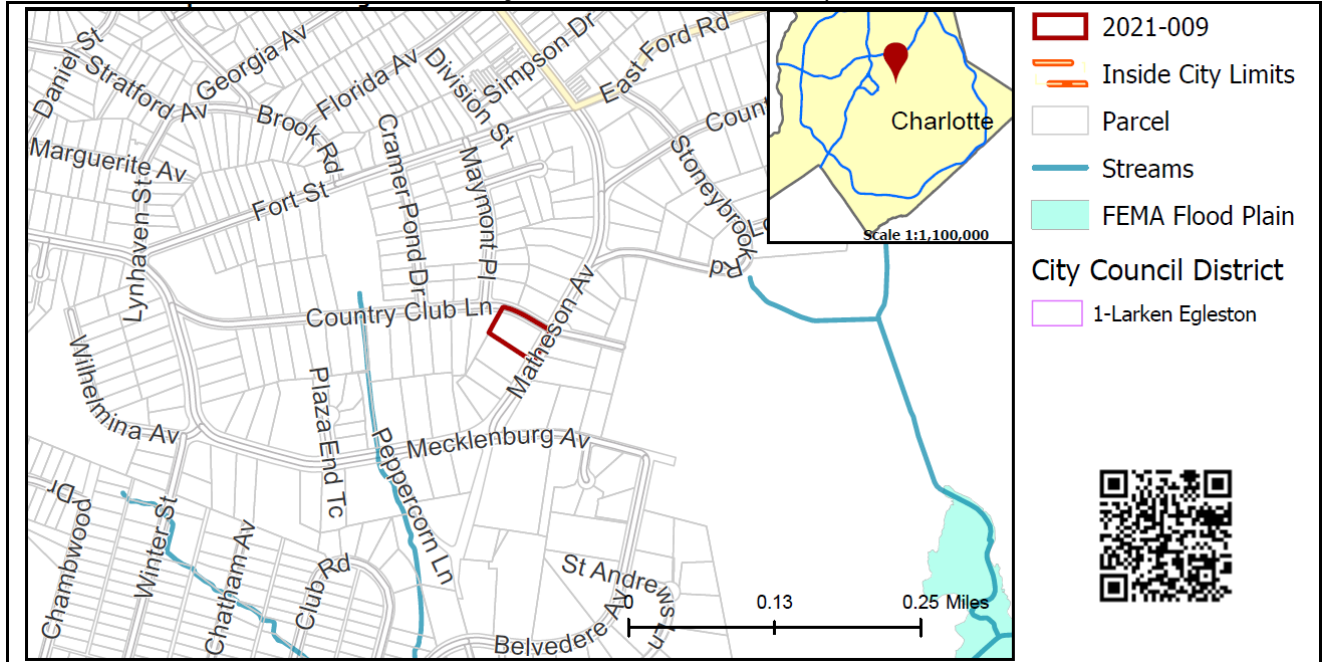 Daniel St
Stratford Av
Georgia Av
Florida Av
Division St
Simpson Dr
East Ford Rd
Brook Rd
Cramer Pond Dr
Maymont Pl
Count
Stoneybrook
Rd
Marguerite Av
Lynhaven St
Fort St
Country Club Ln
Matheson Av
Wilhelmina Av
Plaza End Tc
Peppercorn Ln
Mecklenburg Av
Dr
Chambwood
Winter St
Chatham Av
Club Rd
St Andrews Ln
Belvedere Av
0 0.13 0.25 Miles
Charlotte
Scale 1:1,100,000
2021-009
Inside City Limits
Parcel
Streams
FEMA Flood Plain
City Council District
1-Larken Egleston